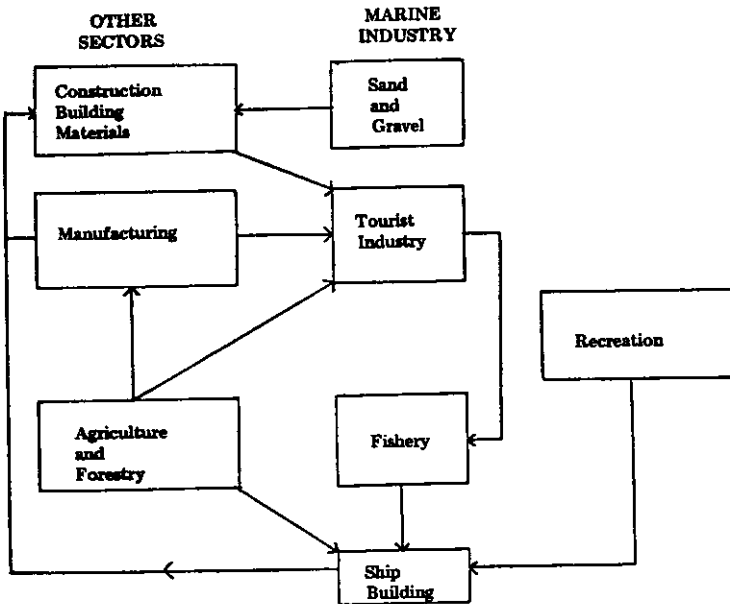 OTHER
SECTORS
MARINE
INDUSTRY
Construction
Building
Materials
Sand
and
Gravel
Manufacturing
Tourist
Industry
Recreation
Agriculture
and
Forestry
Fishery
Ship
Building